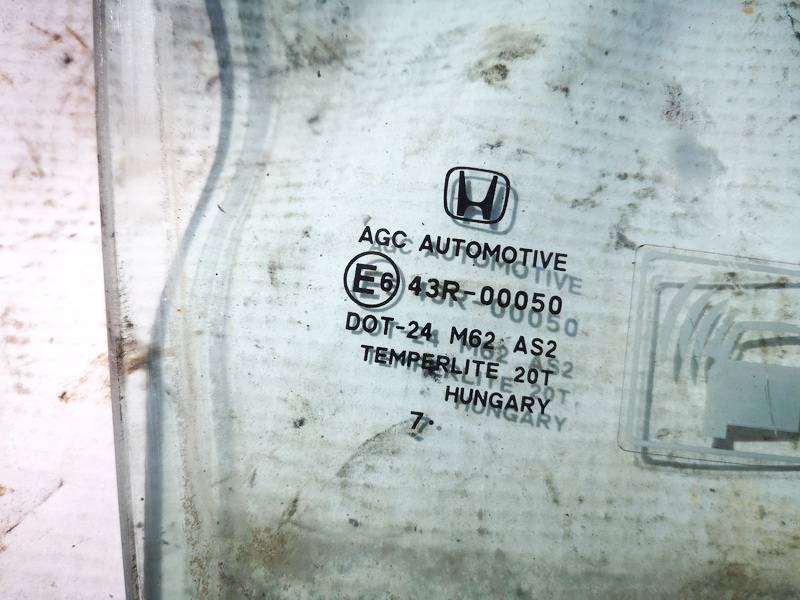 H
AGC AUTOMOTIVE
E6 43R-00050
DOT-24 M62 AS2
TEMPERLITE 20T
HUNGARY
7.